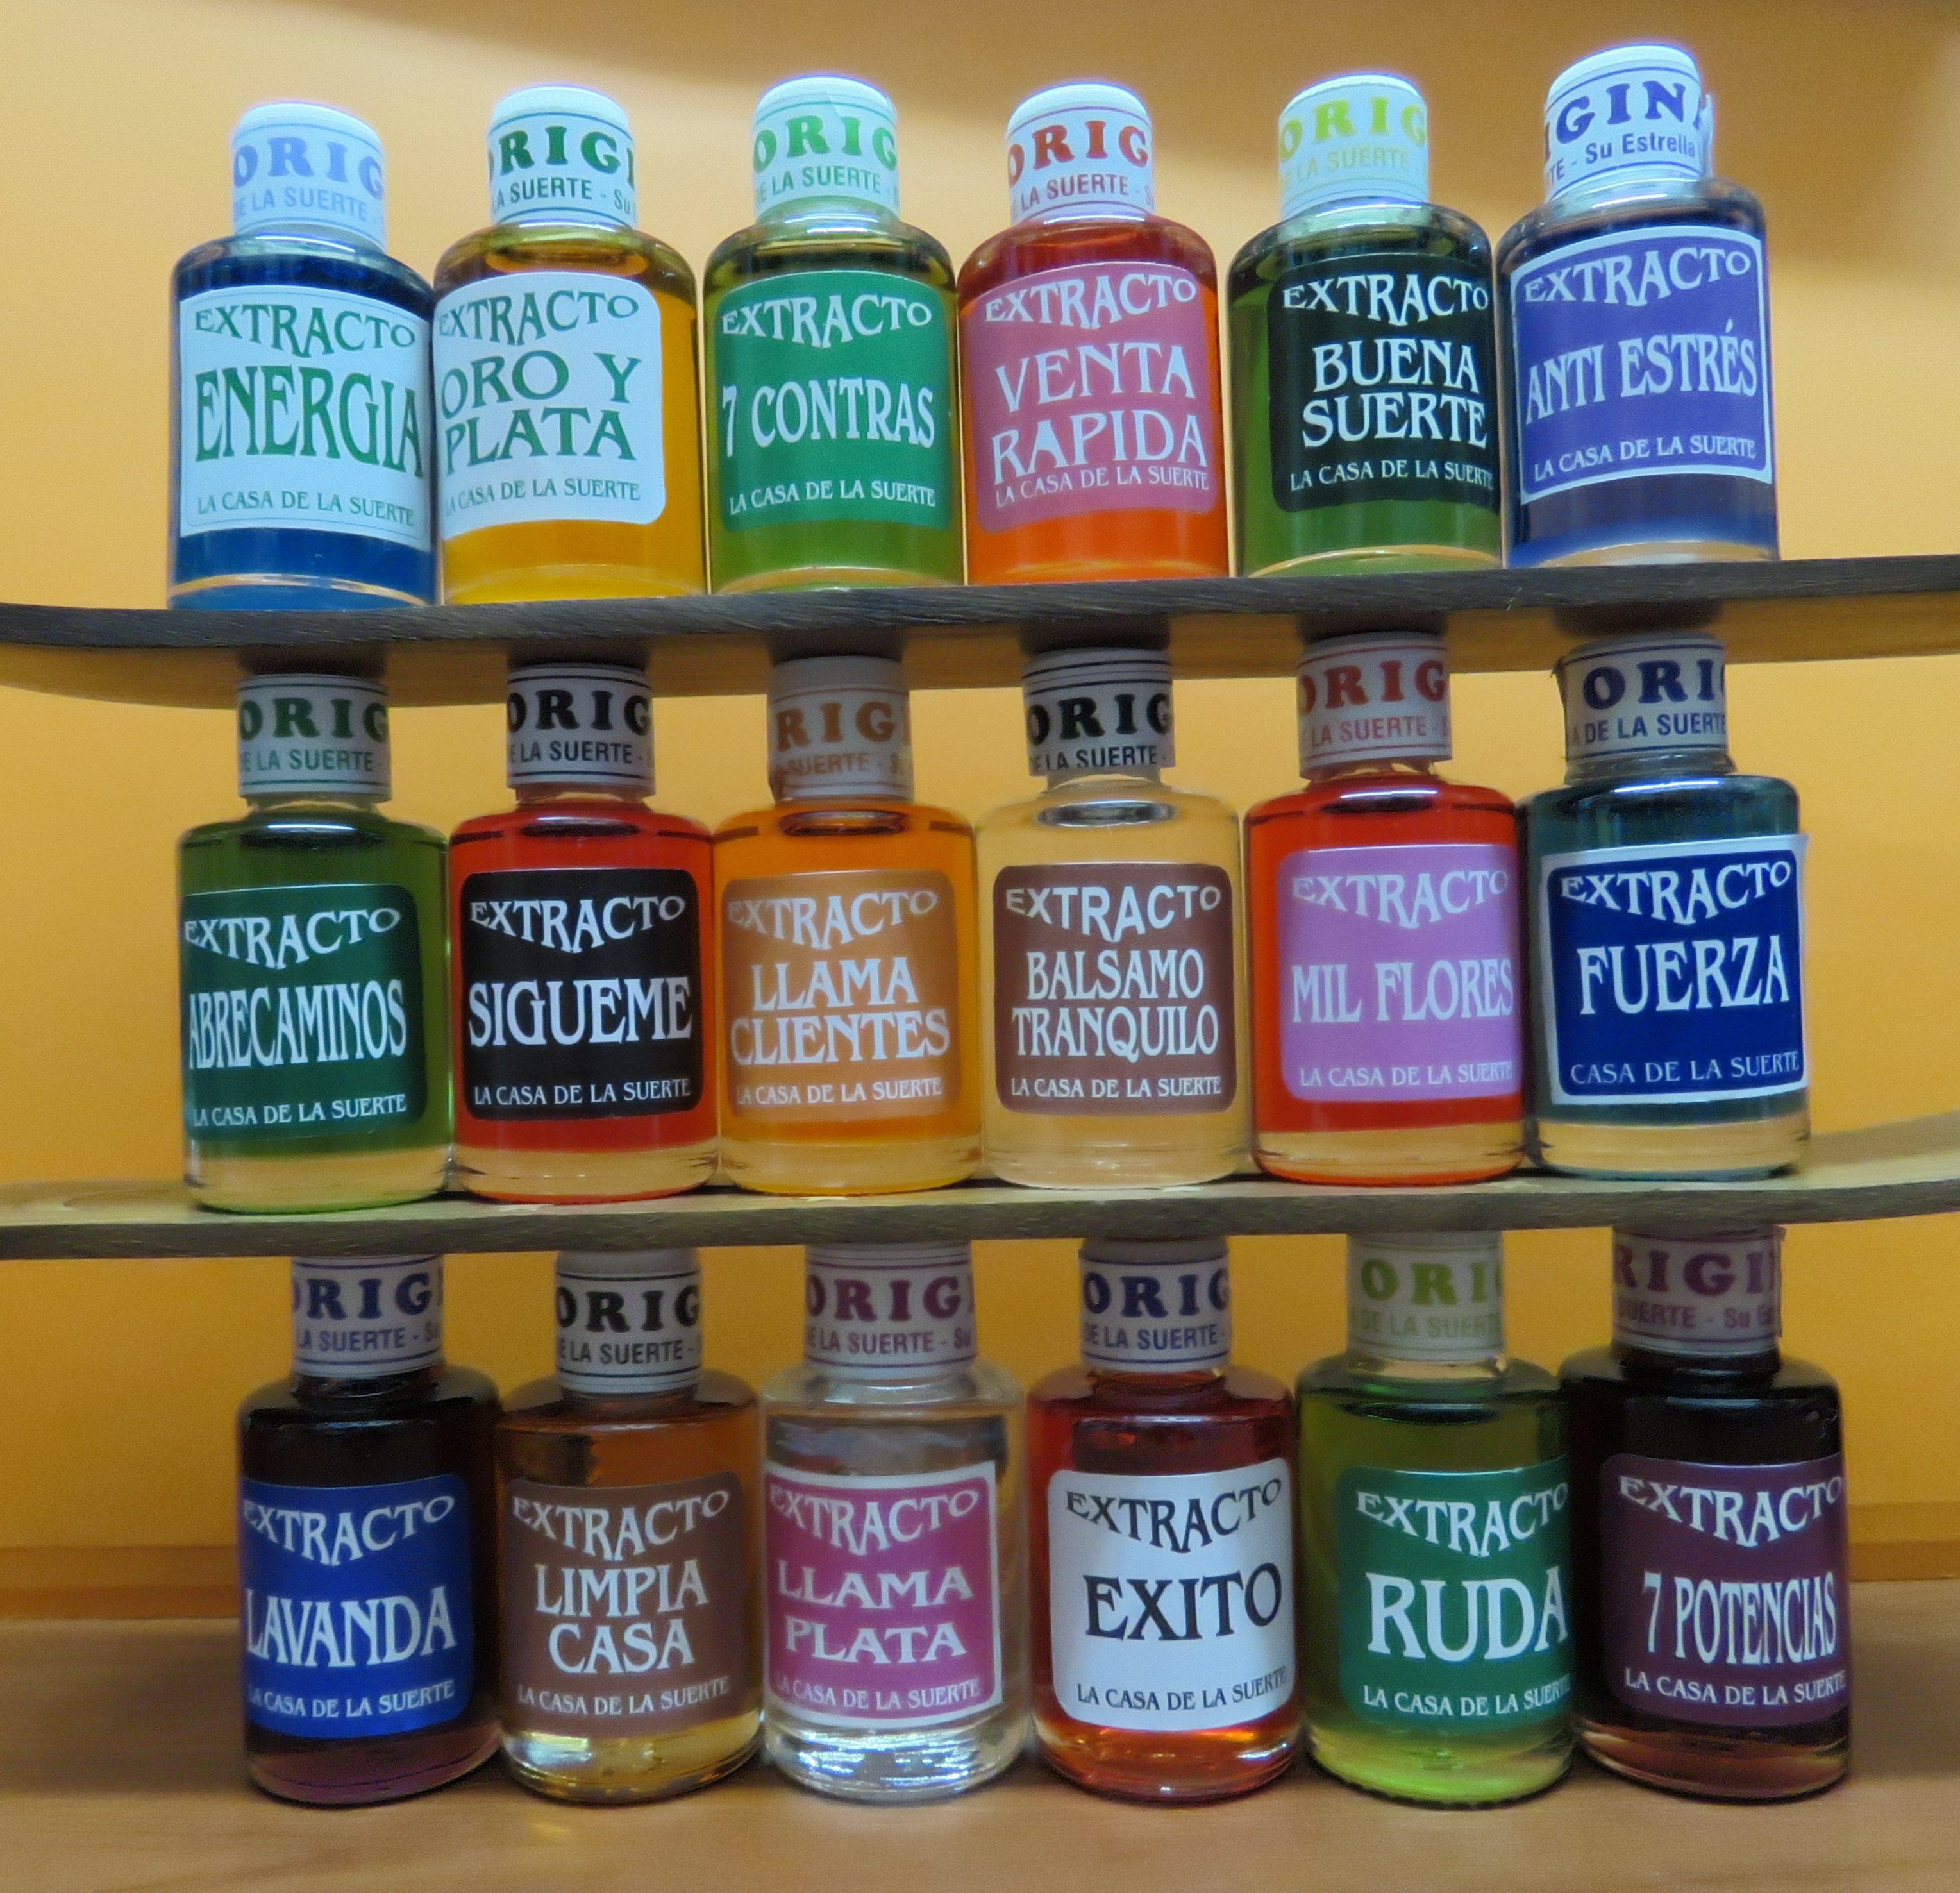 ORIG
E LA SUERTE -
EXTRACTO
ENERGIA
LA CASA DE LA SUERTE
ORIGI
LA SUERTE - Su
EXTRACTO
ORO Y
PLATA
LA CASA DE LA SUERTE
ORIG
DE LA SUERTE -
EXTRACTO
7 CONTRAS
LA CASA DE LA SUERTE
ORIG
E LA SUERTE -
EXTRACTO
VENTA
RAPIDA
LA CASA DE LA SUERTE
ORIG
DE LA SUERTE
EXTRACTO
BUENA
SUERTE
LA CASA DE LA SUERTE
IGINA
TE - Su Estrella
EXTRACTO
ANTI ESTRÉS
LA CASA DE LA SUERTE
ORIG
E LA SUERTE -
EXTRACTO
ABRECAMINOS
LA CASA DE LA SUERTE
ORIG
E LA SUERTE -
EXTRACTO
SIGUEME
LA CASA DE LA SUERTE
RIGI
SUERTE - Su
EXTRACTO
LLAMA
CLIENTES
LA CASA DE LA SUERTE
ORIG
E LA SUERTE -
EXTRACTO
BALSAMO
TRANQUILO
LA CASA DE LA SUERTE
ORIG
LA SUERTE -
EXTRACTO
MIL FLORES
LA CASA DE LA SUERTE
ORIG
A DE LA SUERTE
EXTRACTO
FUERZA
CASA DE LA SUERTE
ORIG
LA SUERTE - Su
EXTRACTO
LAVANDA
LA CASA DE LA SUERTE
ORIG
E LA SUERTE -
EXTRACTO
LIMPIA
CASA
LA CASA DE LA SUERTE
ORIG
E LA SUERTE - Su
EXTRACTO
LLAMA
PLATA
LA CASA DE LA SUERTE
ORIG
DE LA SUERTE -
EXTRACTO
EXITO
LA CASA DE LA SUERTE
ORI
A DE LA SUERTE
EXTRACTO
RUDA
LA CASA DE LA SUERTE
RIGIN
SUERTE - Su Es
EXTRACTO
7 POTENCIAS
LA CASA DE LA SUERTE